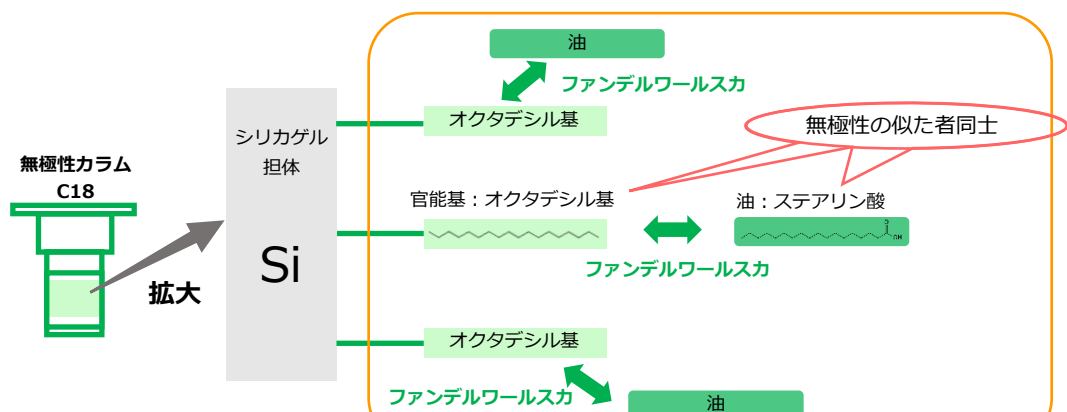 油
ファンデルワールス力
オクタデシル基
シリカゲル
担体
無極性の似た者同士
無極性カラム
C18
官能基：オクタデシル基
油：ステアリン酸
O
OH
Si
ファンデルワールス力
拡大
オクタデシル基
ファンデルワールス力
油